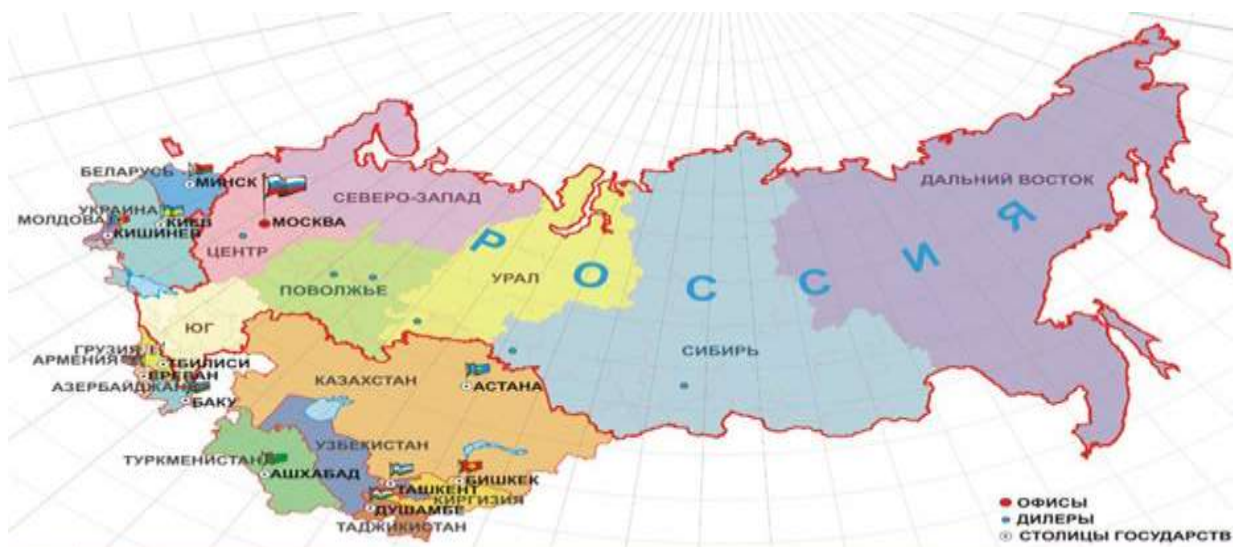 БЕЛАРУСЬ
МИНСК
УКРАИНА
МОЛДОВА
КИЕВ
КИШИНЕВ
МОСКВА
СЕВЕРО-ЗАПАД
ЦЕНТР
ПОВОЛЖЬЕ
УРАЛ
ДАЛЬНИЙ ВОСТОК
РОССИЯ
ЮГ
СИБИРЬ
ГРУЗИЯ
АРМЕНИЯ
ТБИЛИСИ
ЕРЕВАН
АЗЕРБАЙДЖАН
БАКУ
КАЗАХСТАН
АСТАНА
УЗБЕКИСТАН
ТУРКМЕНИСТАН
АШХАБАД
БИШКЕК
ТАШКЕНТ
КИРГИЗИЯ
ДУШАМБЕ
ТАДЖИКИСТАН
ОФИСЫ
ДИЛЕРЫ
СТОЛИЦЫ ГОСУДАРСТВ